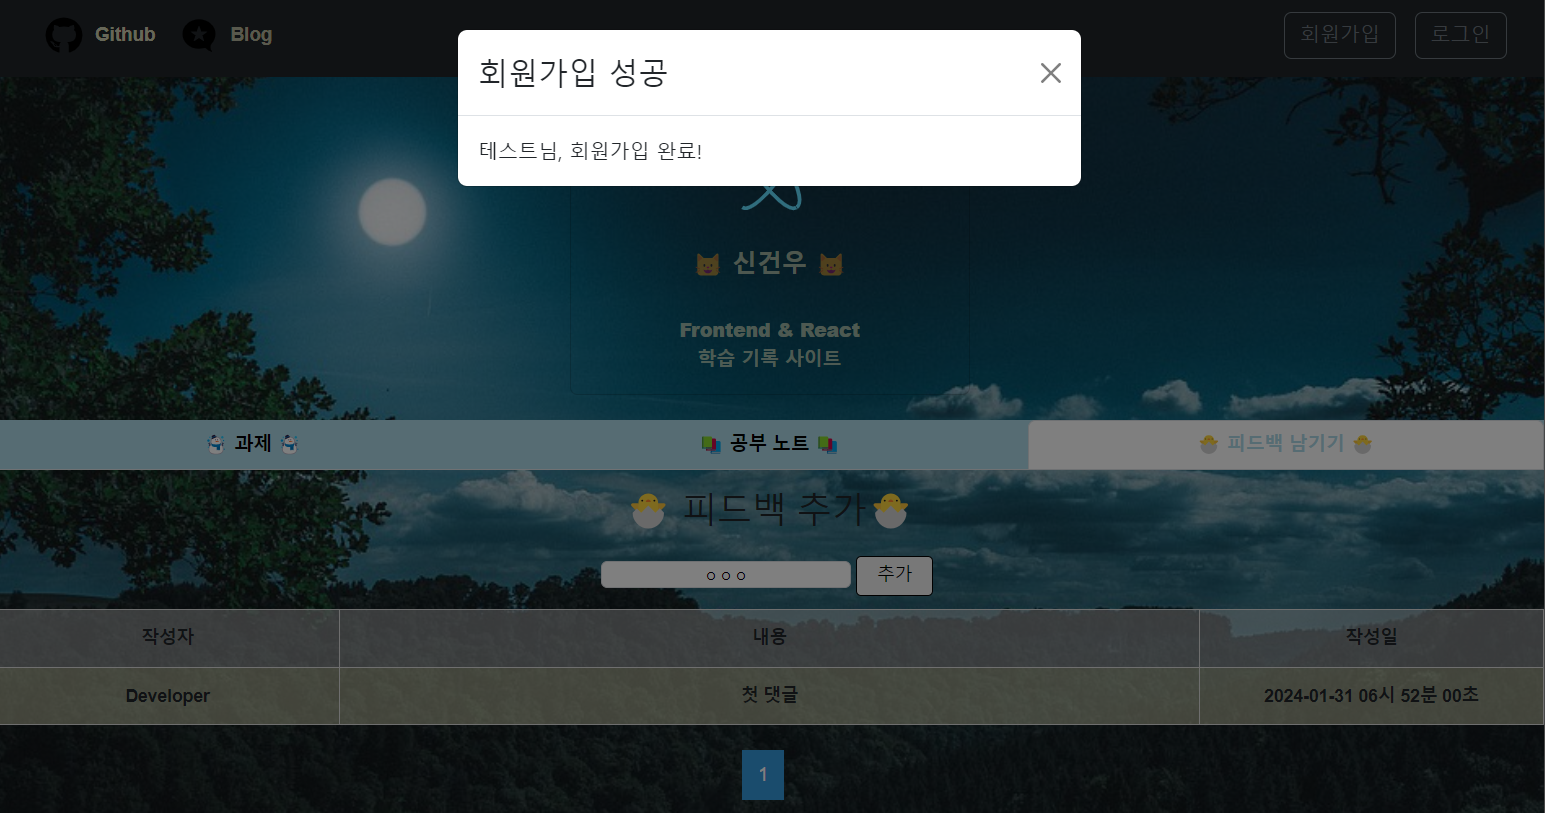 Github
Blog
회원가입
로그인
회원가입 성공
테스트님, 회원가입 완료!
😺 신건우 😺
Frontend & React
학습 기록 사이트
⛄ 과제 ⛄
📚 공부 노트 📚
🐣 피드백 남기기 🐣
🐣 피드백 추가🐣
○ ○ ○
추가
작성자
내용
작성일
Developer
첫 댓글
2024-01-31 06시 52분 00초
1